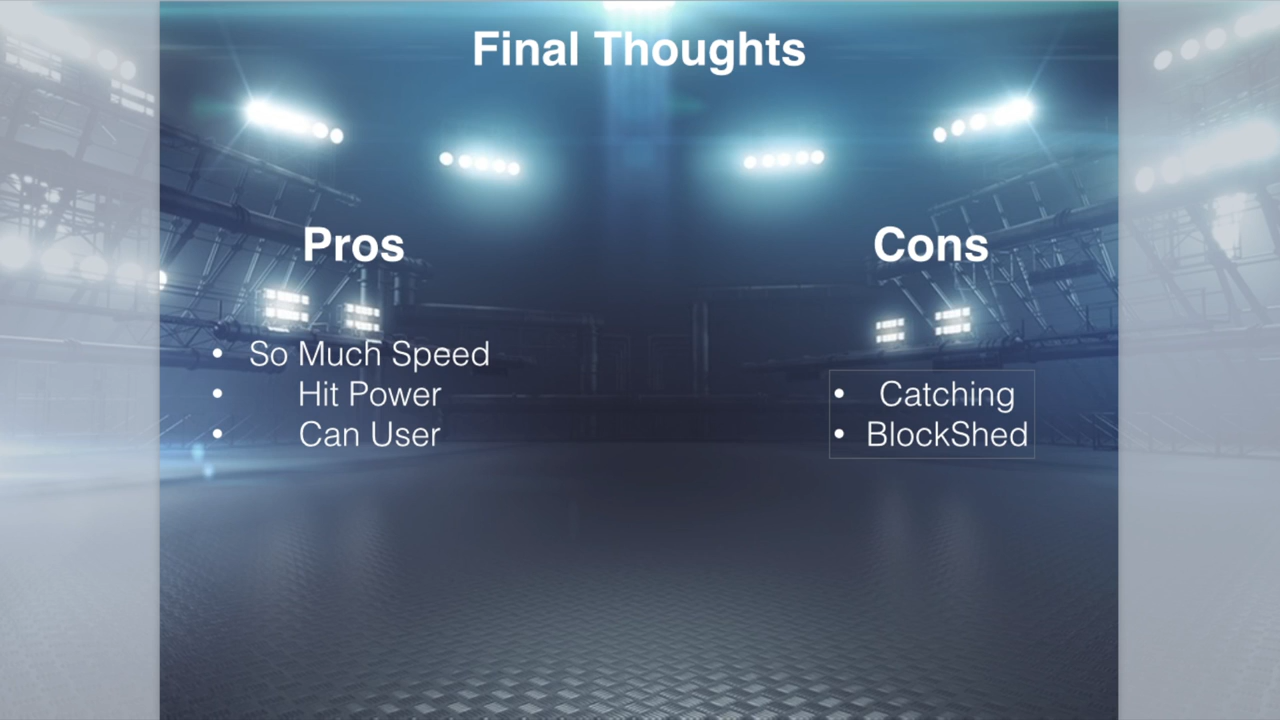 Final Thoughts
Pros
• So Much Speed
• Hit Power
• Can User
Cons
• Catching
• BlockShed